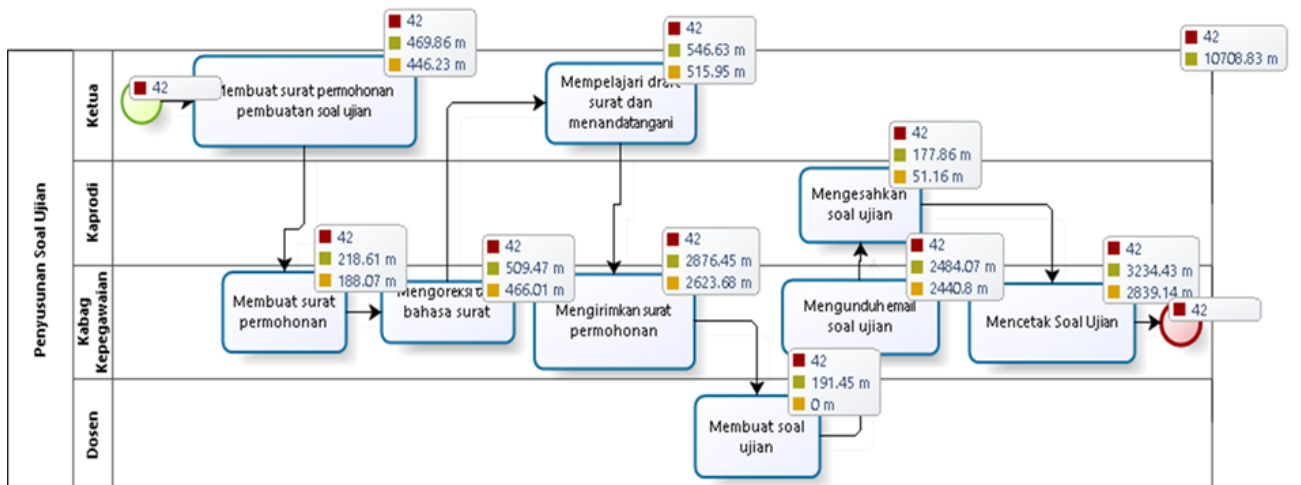 Penyusunan Soal Ujian
Ketua
42
Membuat surat permohonan
pembuatan soal ujian
42
469.86 m
446.23 m
Mempelajari draft
surat dan
menandatangani
42
546.63 m
515.95 m
42
10708.83 m
Kaprodi
Mengesahkan
soal ujian
42
177.86 m
51.16 m
Kabag
Kepegawaian
Membuat surat
permohonan
42
218.61 m
188.07 m
Mengoreksi
bahasa surat
42
509.47 m
466.01 m
Mengirimkan surat
permohonan
42
2876.45 m
2623.68 m
Mengunduh email
soal ujian
42
2484.07 m
2440.8 m
Mencetak Soal Ujian
42
3234.43 m
2839.14 m
42
Dosen
Membuat soal
ujian
42
191.45 m
0 m